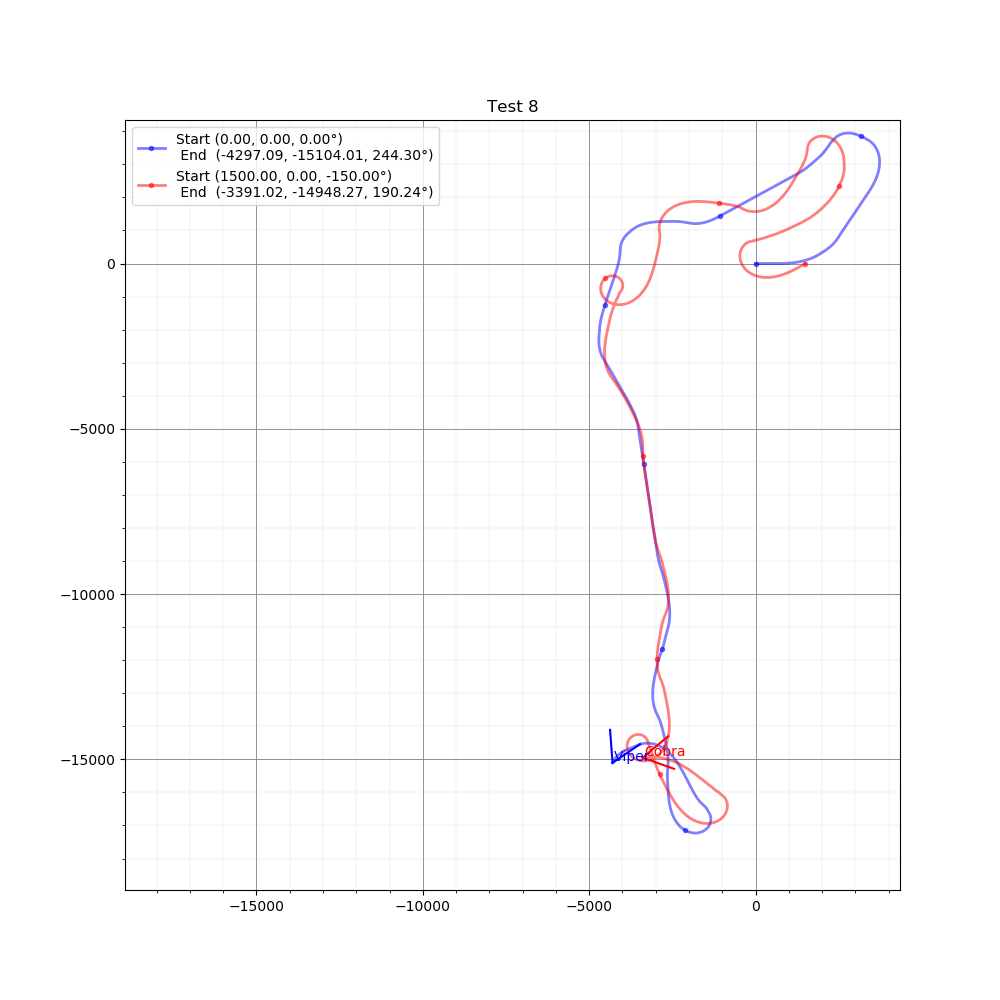 Test 8
Start (0.00, 0.00, 0.00°)
End  (-4297.09, -15104.01, 244.30°)
Start (1500.00, 0.00, -150.00°)
End  (-3391.02, -14948.27, 190.24°)
0
−5000
−10000
−15000
Viper
Cobra
−15000
−10000
−5000
0